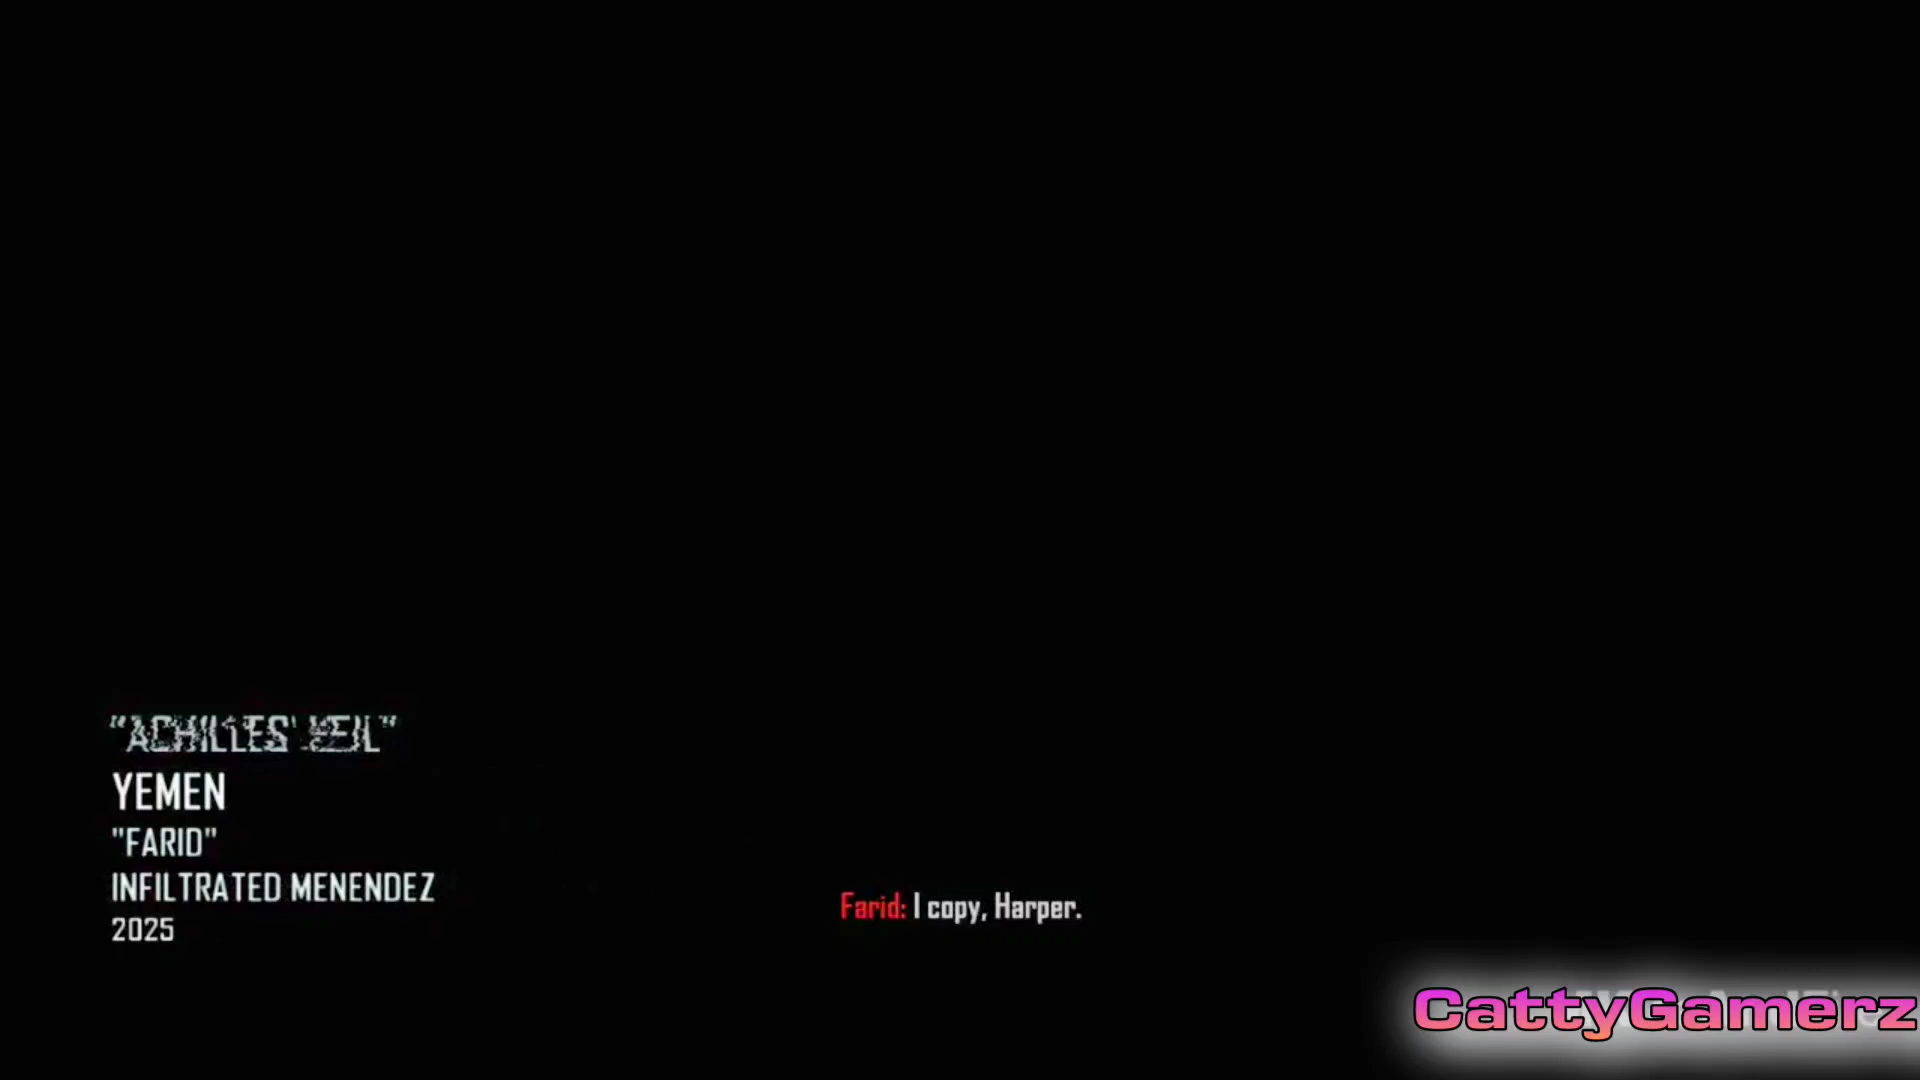 "ACHILLES' VEIL"
YEMEN
"FARID"
INFILTRATED MENENDEZ
2025
Farid: I copy, Harper.
CattyGamerz